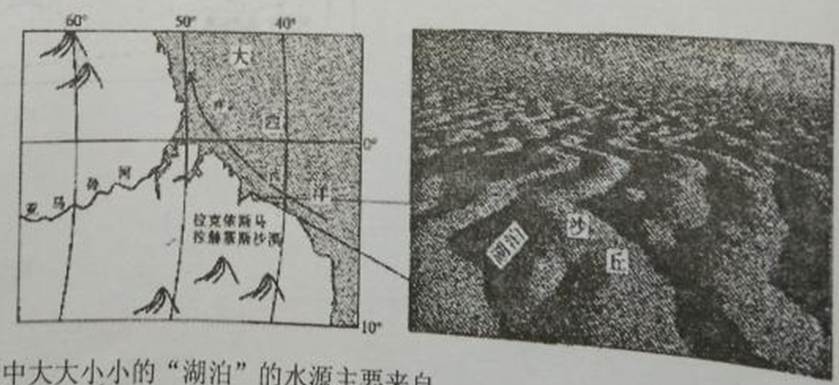 60° 50° 40°
大
西
洋
0°
亚马孙河
拉克依斯马
拉赫塞斯沙漠
10°
湖泊
沙
丘
中大大小小的“湖泊”的水源主要来自